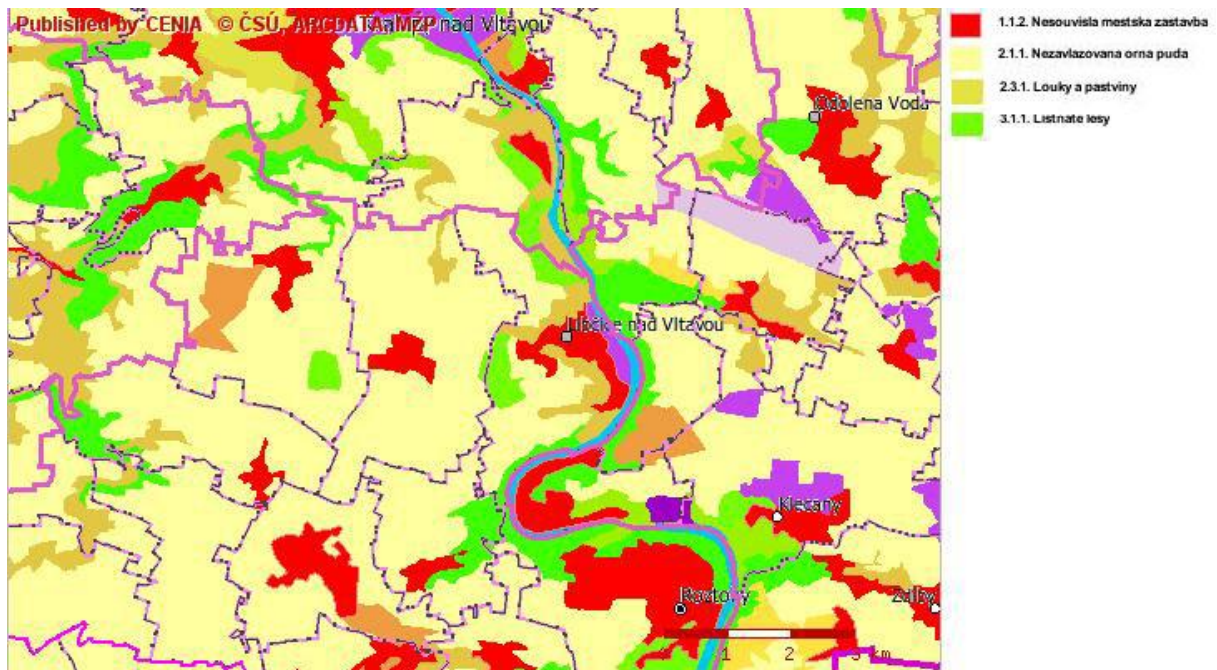 Published by CENIA © ČSÚ, ARCDATA, MZP nad Vltavou
1.1.2. Nesouvisla mestska zastavba
2.1.1. Nezavlazovana orna puda
2.3.1. Louky a pastviny
3.1.1. Listnate lesy
Odolena Voda
nad Vltavou
Klecany
Roztoky
Zdiby
1 2 3 km